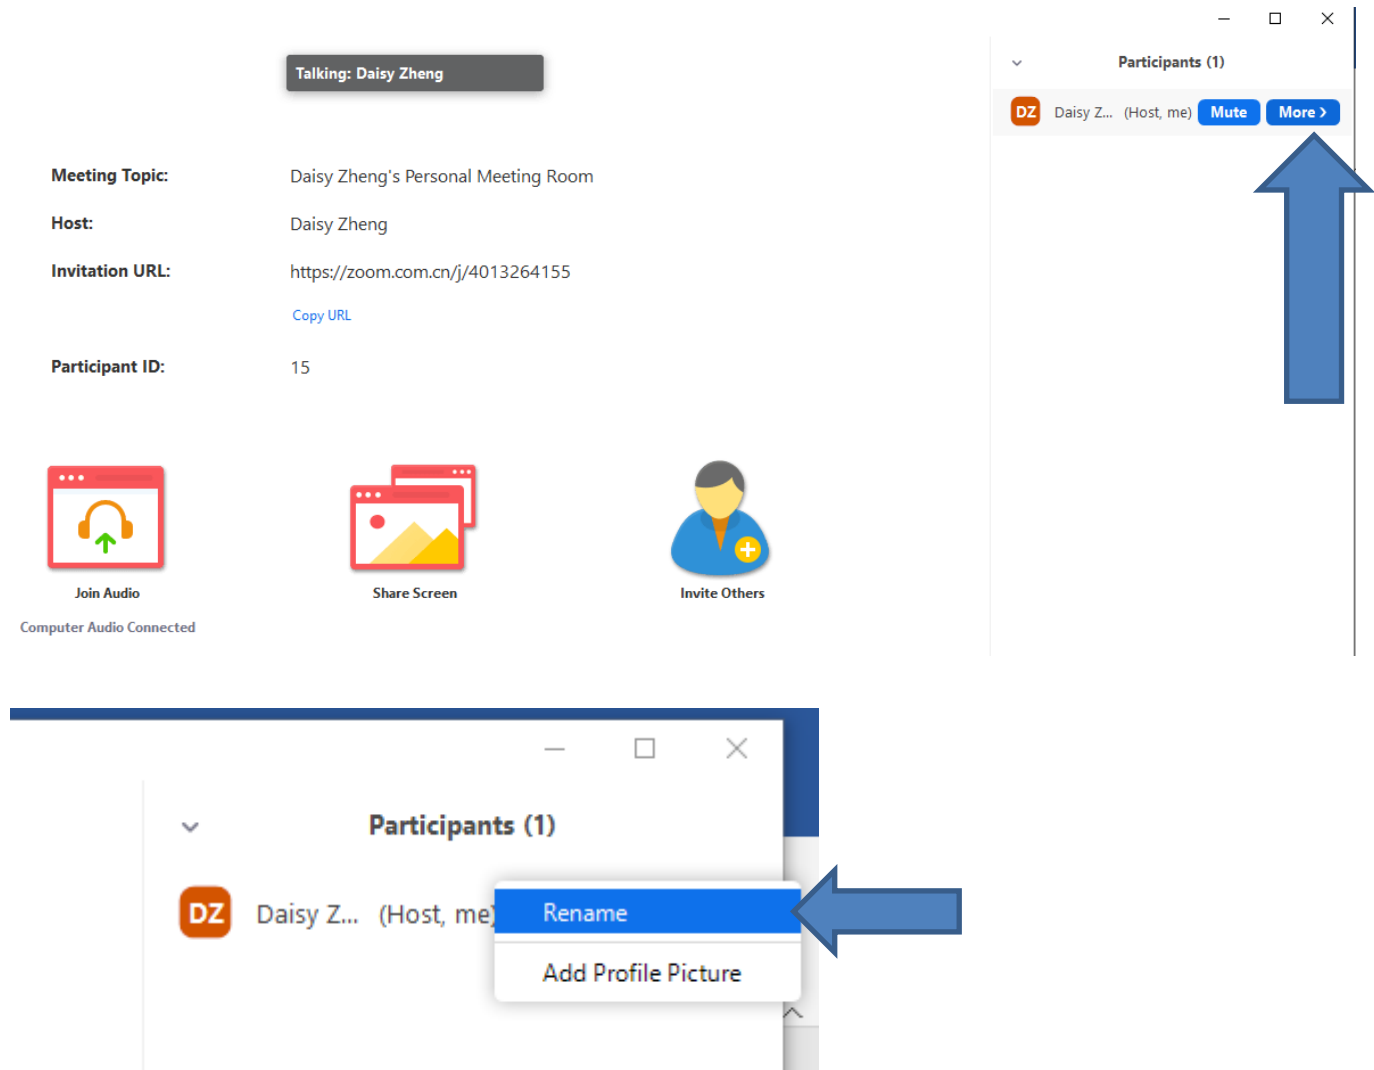 Talking: Daisy Zheng
Participants (1)
DZ Daisy Z... (Host, me) Mute More >
Meeting Topic: Daisy Zheng's Personal Meeting Room
Host: Daisy Zheng
Invitation URL: https://zoom.com.cn/j/4013264155
Copy URL
Participant ID: 15
Join Audio Share Screen Invite Others
Computer Audio Connected
Participants (1)
DZ Daisy Z... (Host, me) Rename
Add Profile Picture